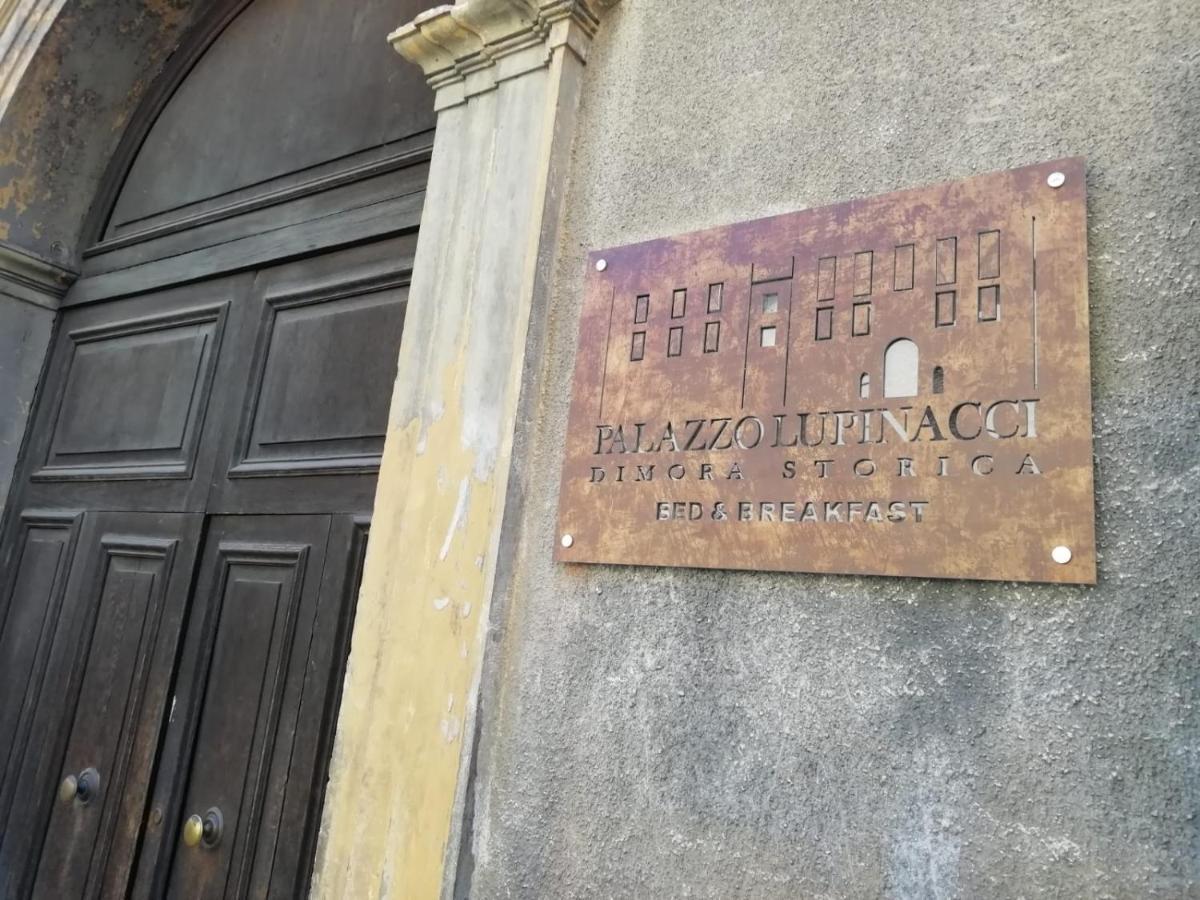 PALAZZO LUPINACCI
DIMORA STORICA
BED & BREAKFAST